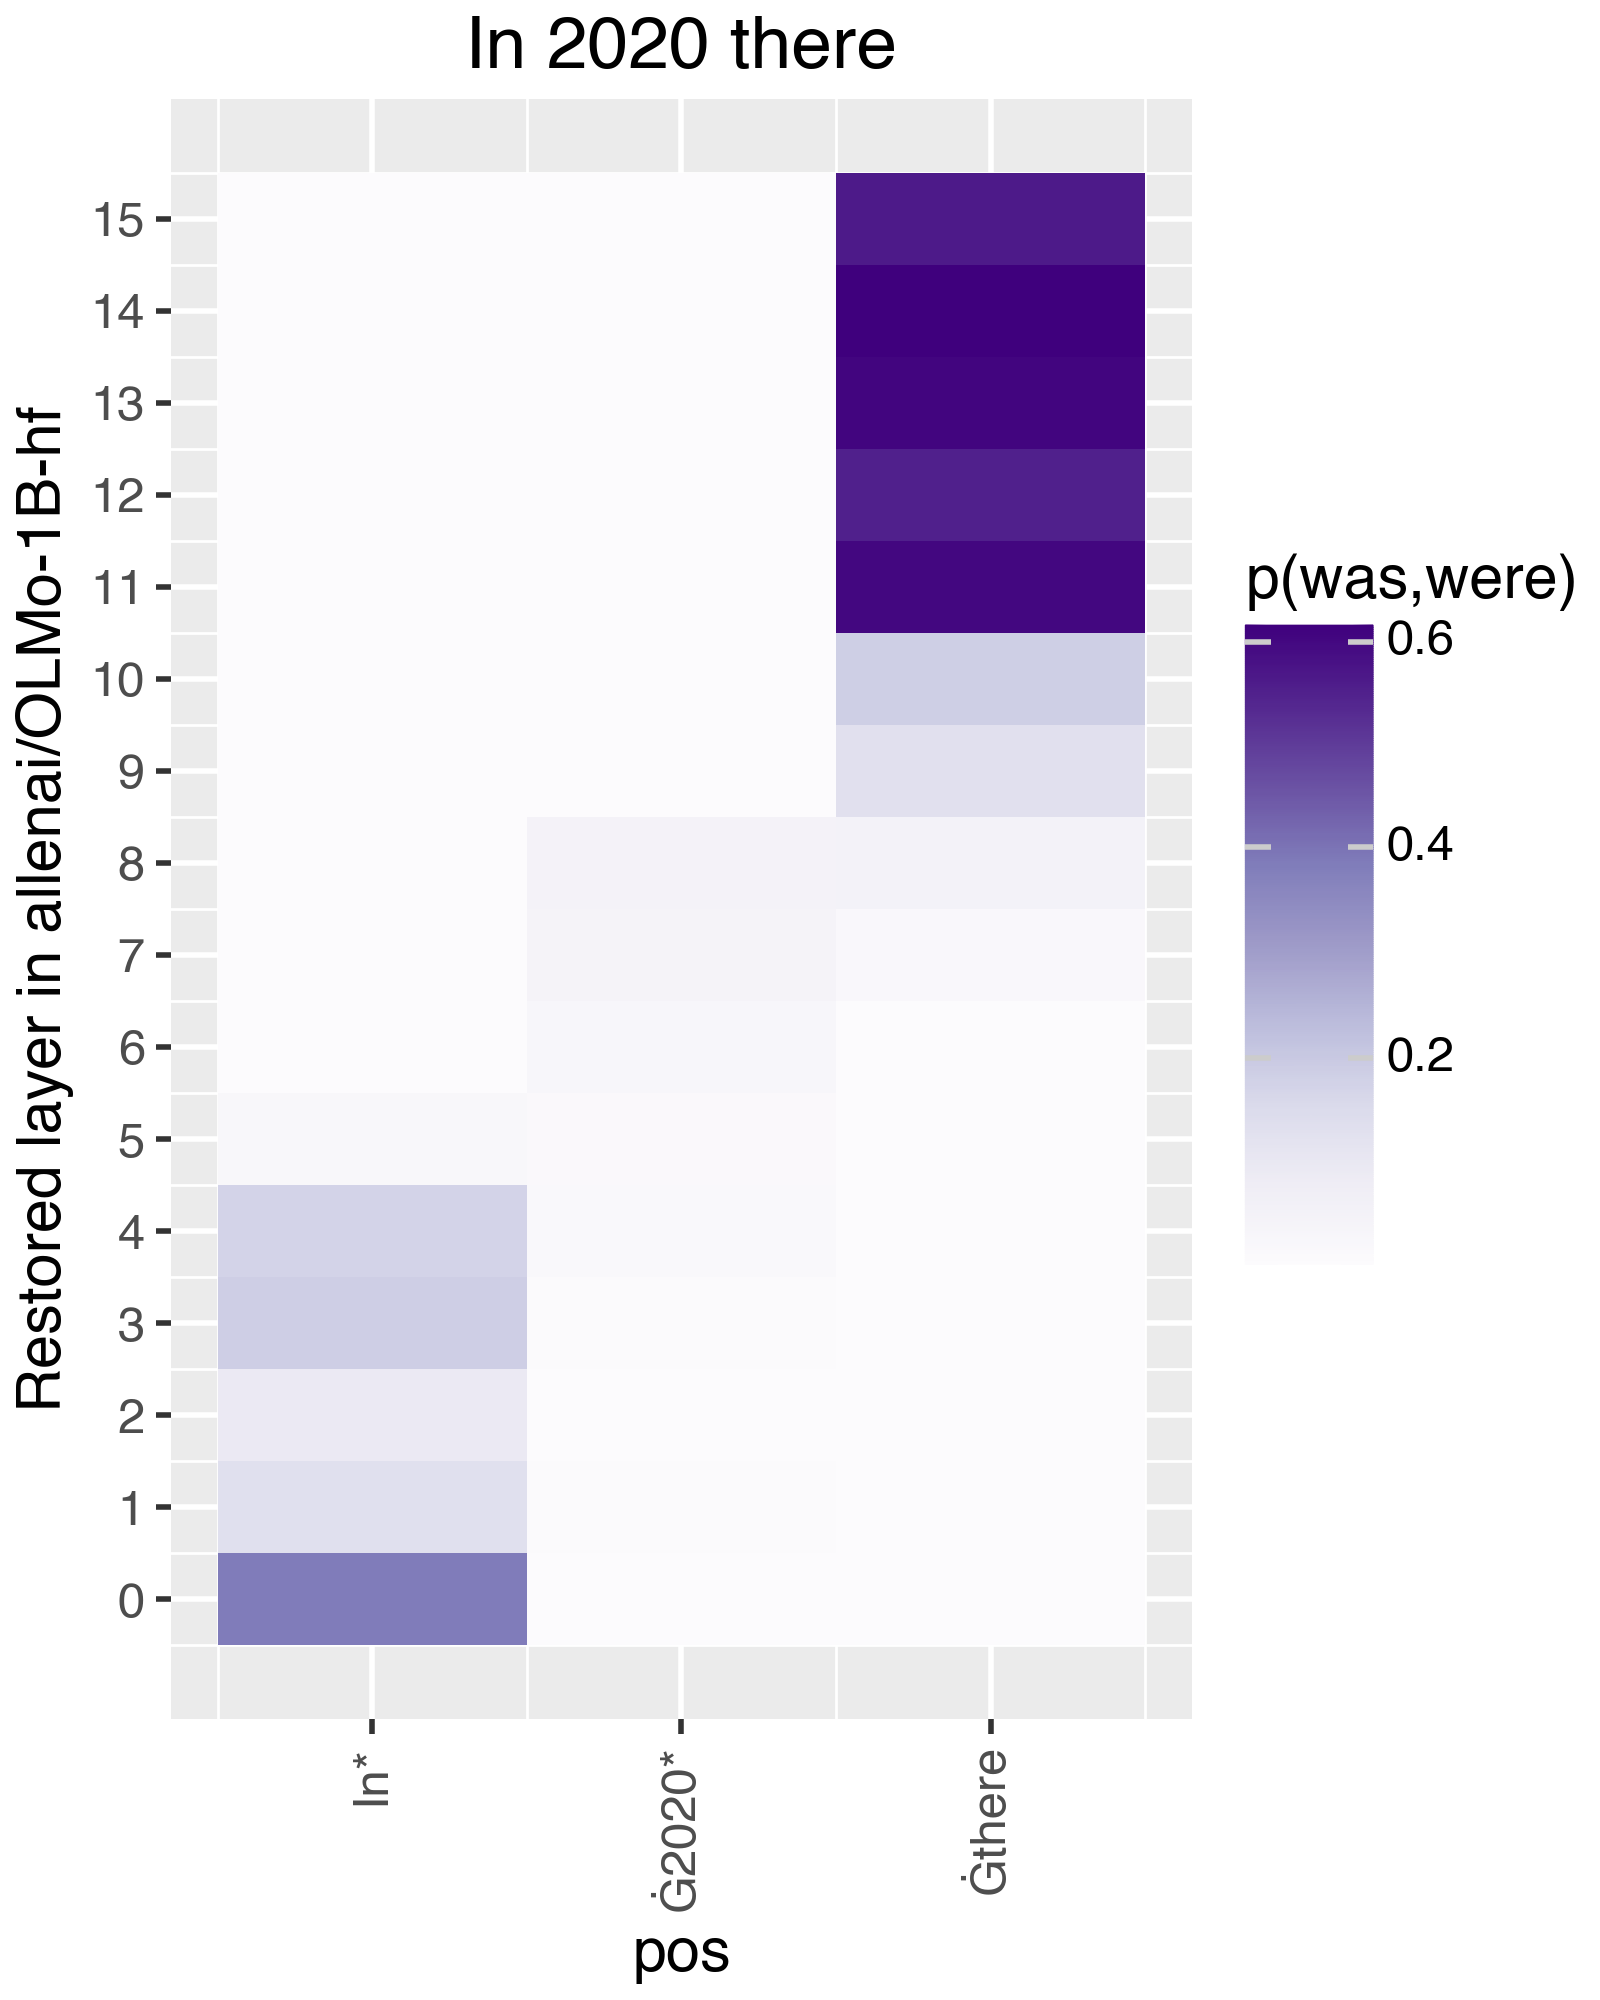 In 2020 there
Restored layer in allenai/OLMo-1B-hf
15
14
13
12
11
10
9
8
7
6
5
4
3
2
1
0
In*
Ġ2020*
Ġthere
pos
p(was,were)
0.6
0.4
0.2